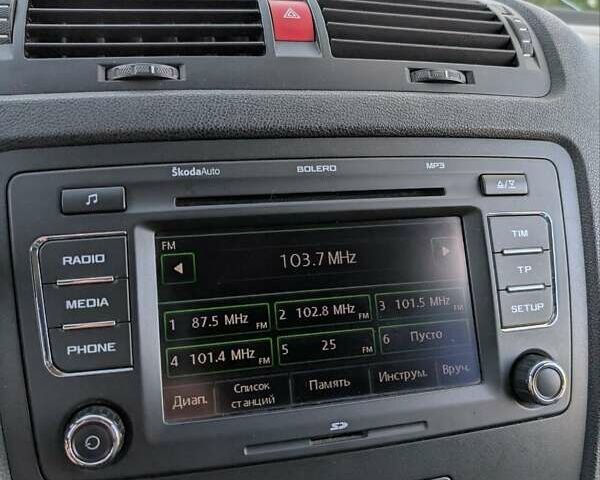 ŠkodaAuto BOLERO MP3
RADIO
MEDIA
PHONE
FM
103.7 MHz
1 87.5 MHz FM
2 102.8 MHz FM
3 101.5 MHz FM
4 101.4 MHz FM
5 25 FM
6 Пусто
Диап.
Список
станций
Память
Инструм.
Вруч.
TIM
TP
SETUP
SD